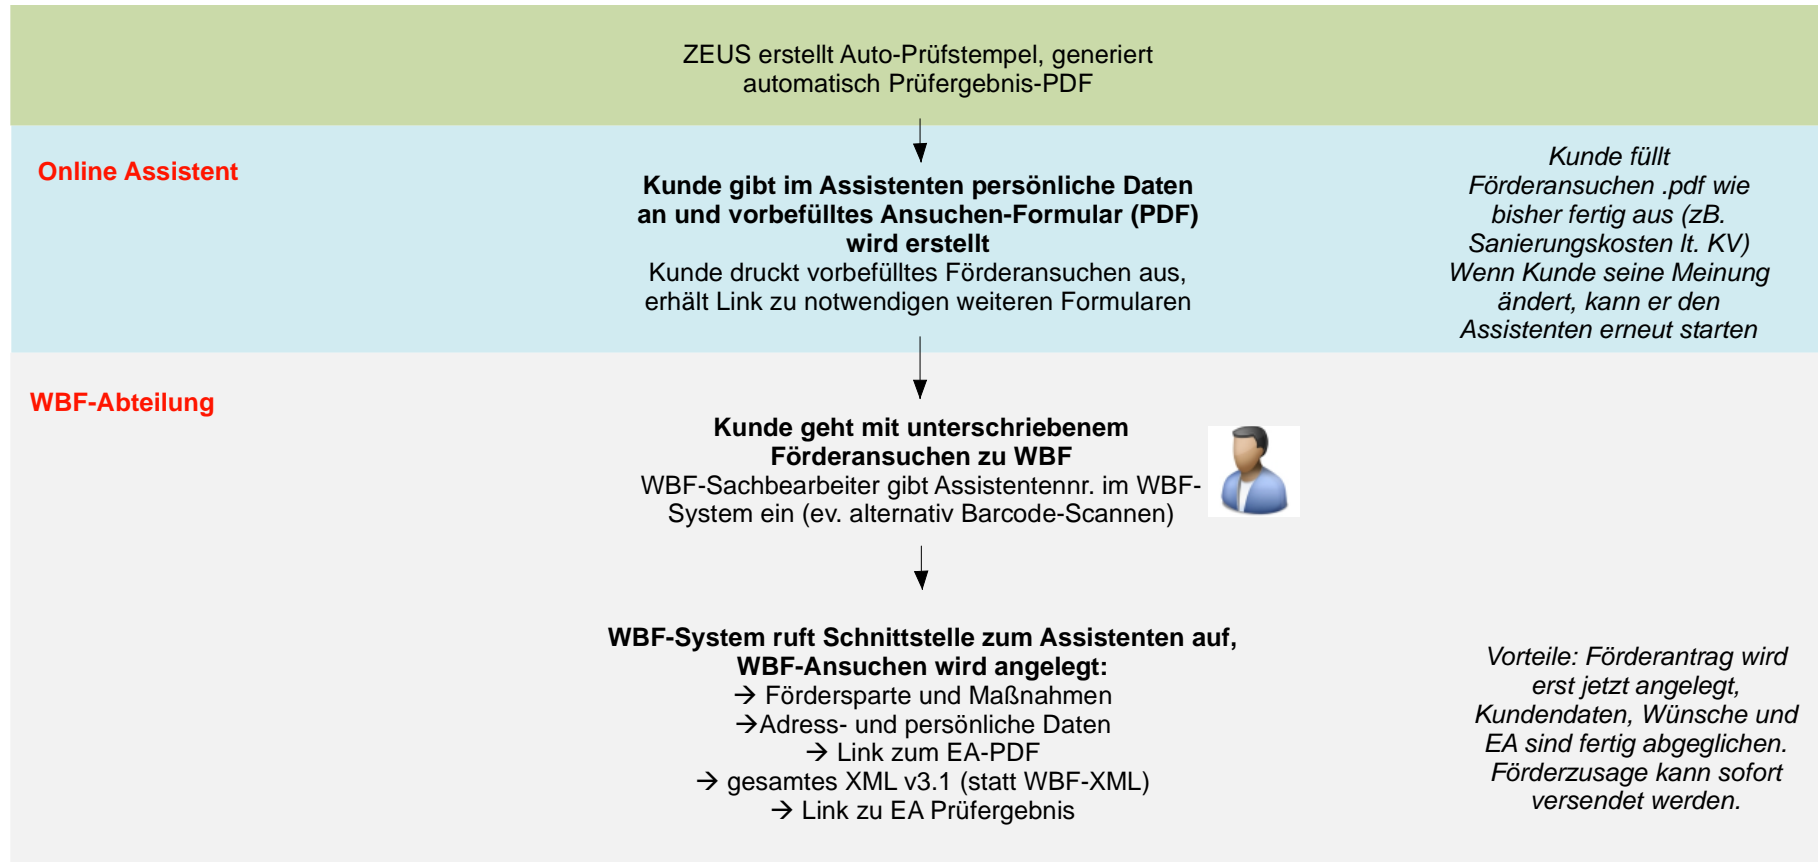 ZEUS erstellt Auto-Prüfstempel, generiert
automatisch Prüfergebnis-PDF
Online Assistent
Kunde gibt im Assistenten persönliche Daten
an und vorbefülltes Ansuchen-Formular (PDF)
wird erstellt
Kunde druckt vorbefülltes Förderansuchen aus,
erhält Link zu notwendigen weiteren Formularen
Kunde füllt
Förderansuchen .pdf wie
bisher fertig aus (zB.
Sanierungskosten lt. KV)
Wenn Kunde seine Meinung
ändert, kann er den
Assistenten erneut starten
WBF-Abteilung
Kunde geht mit unterschriebenem
Förderansuchen zu WBF
WBF-Sachbearbeiter gibt Assistentennr. im WBF-
System ein (ev. alternativ Barcode-Scannen)
WBF-System ruft Schnittstelle zum Assistenten auf,
WBF-Ansuchen wird angelegt:
→ Fördersparte und Maßnahmen
→Adress- und persönliche Daten
→ Link zum EA-PDF
→ gesamtes XML v3.1 (statt WBF-XML)
→ Link zu EA Prüfergebnis
Vorteile: Förderantrag wird
erst jetzt angelegt,
Kundendaten, Wünsche und
EA sind fertig abgeglichen.
Förderzusage kann sofort
versendet werden.